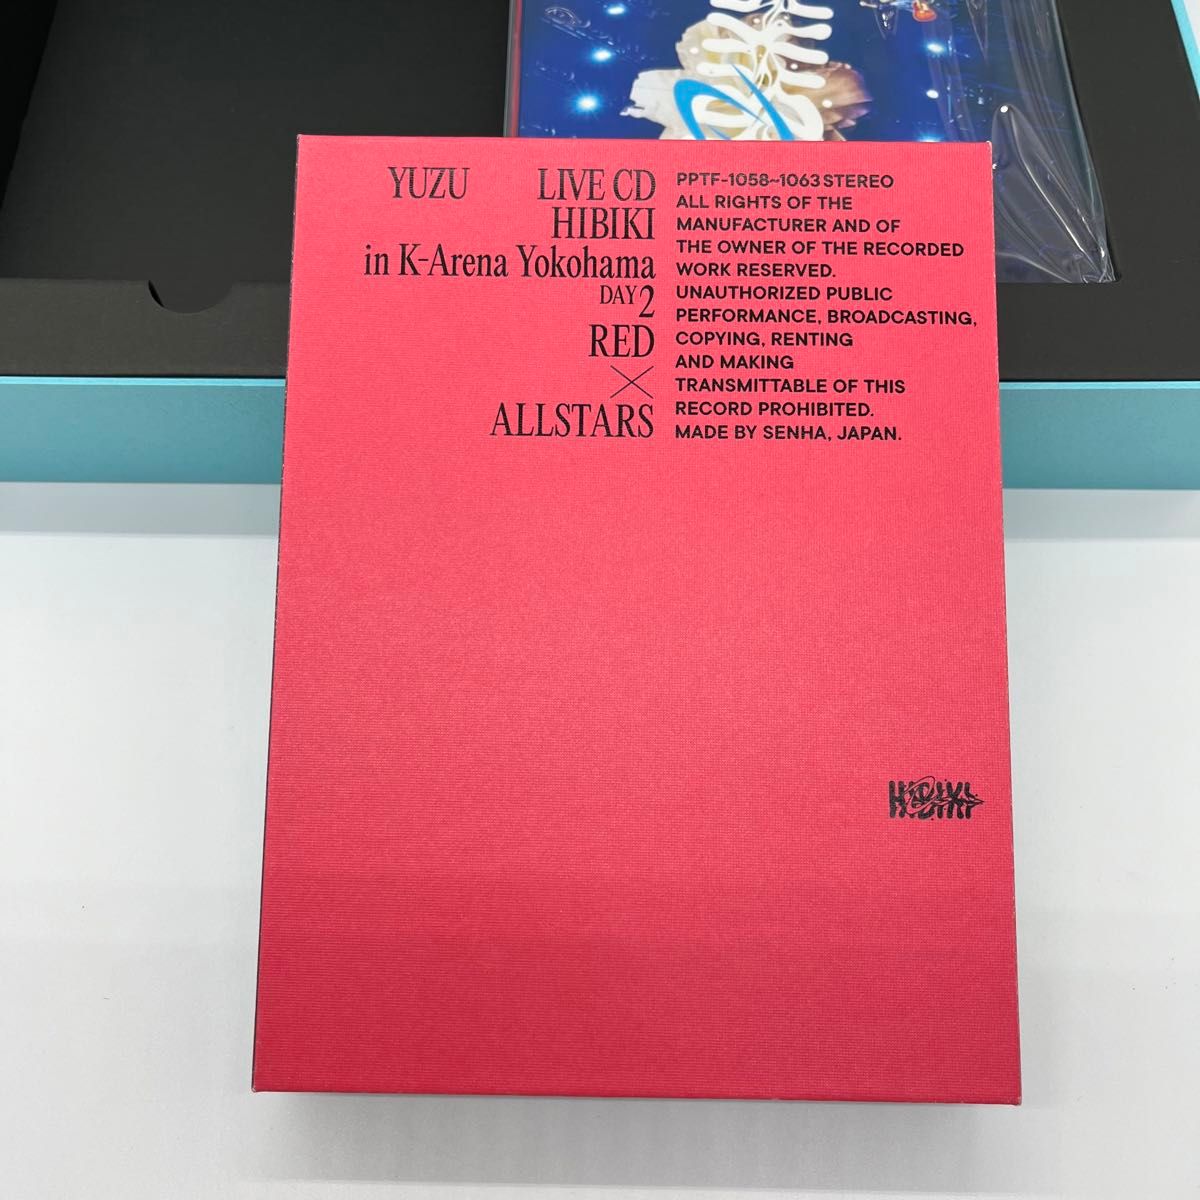 YUZU LIVE CD
HIBIKI
in K-Arena Yokohama
DAY 2
RED
×
ALLSTARS
PPTF-1058~1063 STEREO
ALL RIGHTS OF THE
MANUFACTURER AND OF
THE OWNER OF THE RECORDED
WORK RESERVED.
UNAUTHORIZED PUBLIC
PERFORMANCE, BROADCASTING,
COPYING, RENTING
AND MAKING
TRANSMITTABLE OF THIS
RECORD PROHIBITED.
MADE BY SENHA, JAPAN.
HIBIKI